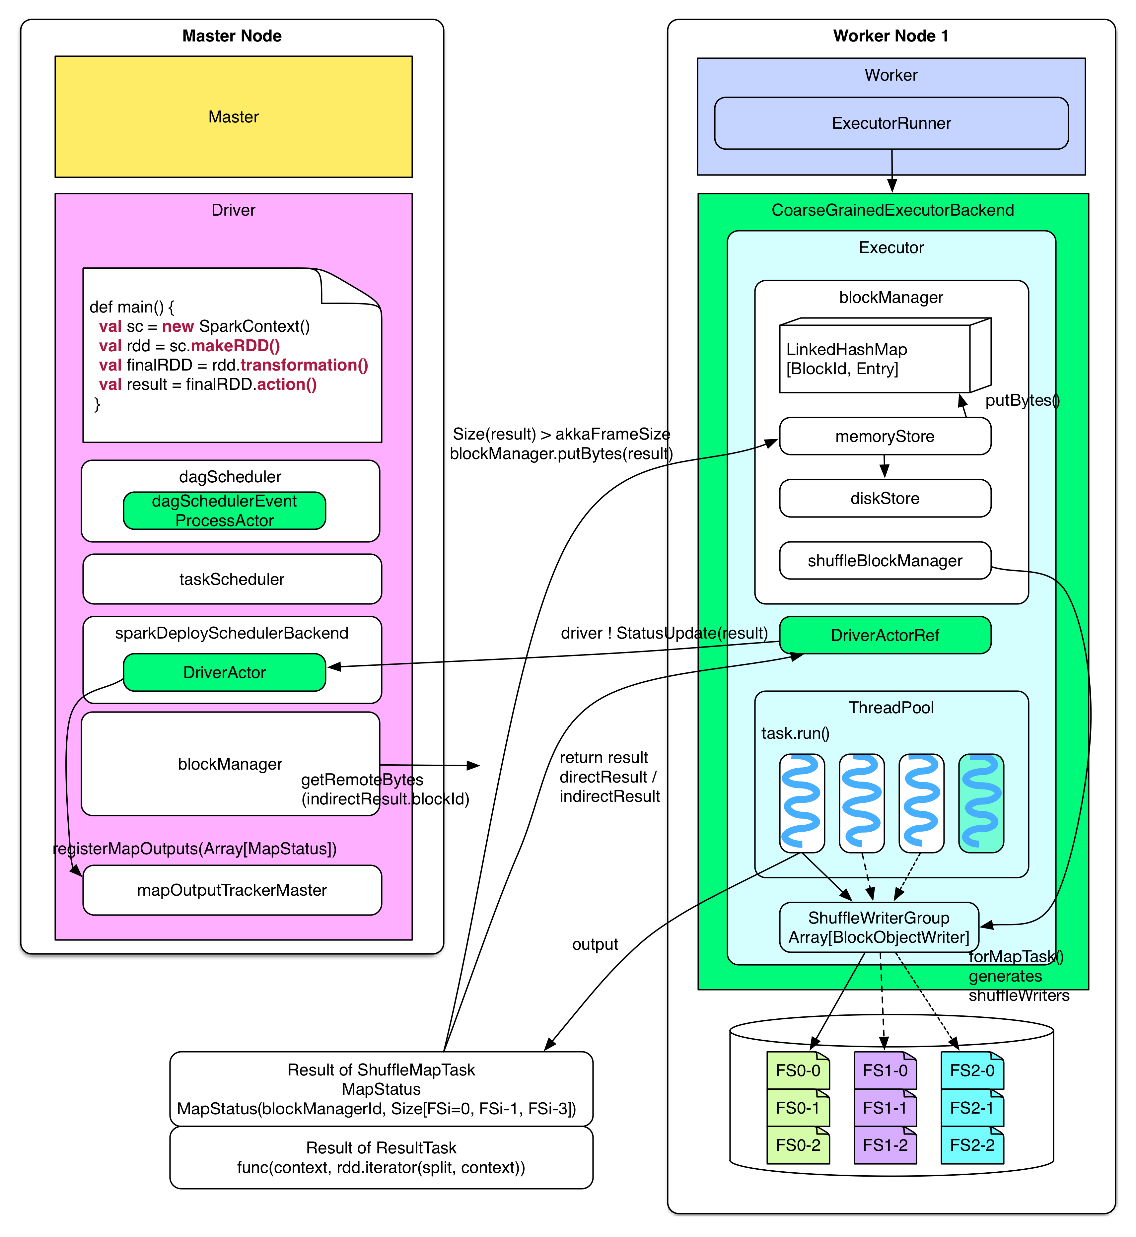 Master Node
Master
Driver
def main() {
val sc = new SparkContext()
val rdd = sc.makeRDD()
val finalRDD = rdd.transformation()
val result = finalRDD.action()
}
dagScheduler
dagSchedulerEvent
ProcessActor
taskScheduler
sparkDeploySchedulerBackend
DriverActor
blockManager
getRemoteBytes
(indirectResult.blockId)
registerMapOutputs(Array[MapStatus])
mapOutputTrackerMaster
Size(result) > akkaFrameSize
blockManager.putBytes(result)
driver ! StatusUpdate(result)
return result
directResult /
indirectResult
output
Result of ShuffleMapTask
MapStatus
MapStatus(blockManagerId, Size[FSi=0, FSi-1, FSi-3])
Result of ResultTask
func(context, rdd.iterator(split, context))
Worker Node 1
Worker
ExecutorRunner
CoarseGrainedExecutorBackend
Executor
blockManager
LinkedHashMap
[BlockId, Entry]
putBytes()
memoryStore
diskStore
shuffleBlockManager
DriverActorRef
ThreadPool
task.run()
ShuffleWriterGroup
Array[BlockObjectWriter]
forMapTask()
generates
shuffleWriters
FS0-0 FS1-0 FS2-0
FS0-1 FS1-1 FS2-1
FS0-2 FS1-2 FS2-2